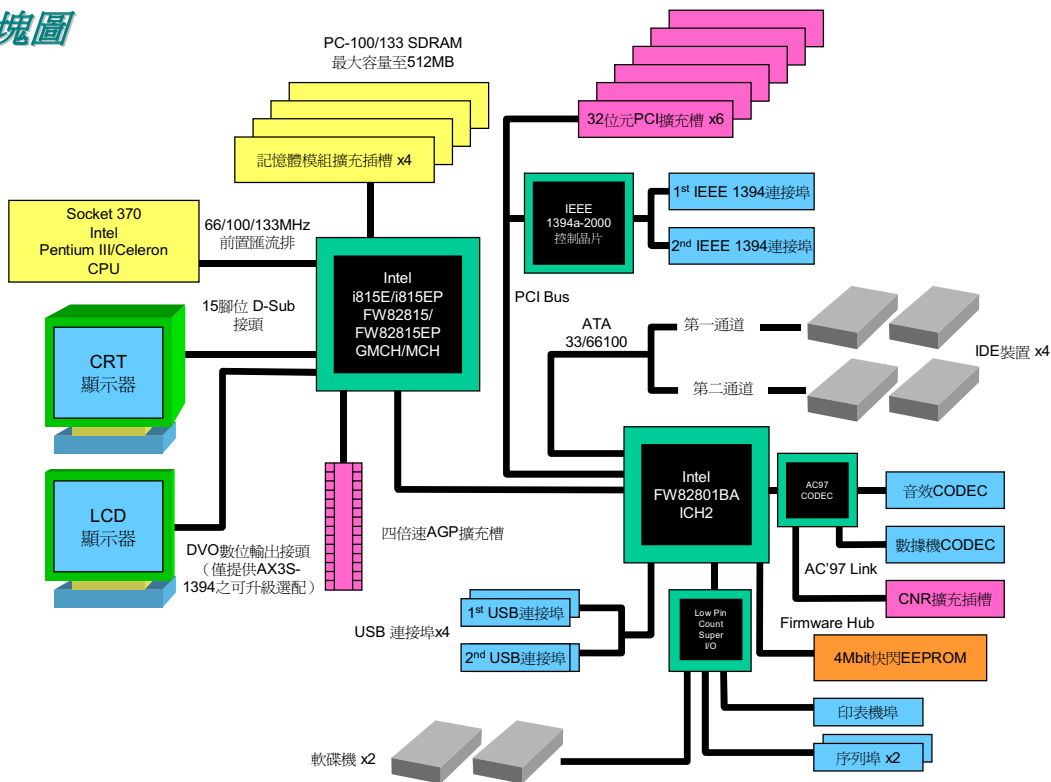 塊圖
PC-100/133 SDRAM
最大容量至512MB
記憶體模組擴充插槽 x4
32位元PCI擴充槽 x6
Socket 370
Intel
Pentium III/Celeron
CPU
66/100/133MHz
前置匯流排
Intel
i815E/i815EP
FW82815/
FW82815EP
GMCH/MCH
IEEE
1394a-2000
控制晶片
1st IEEE 1394連接埠
2nd IEEE 1394連接埠
PCI Bus
15腳位 D-Sub
接頭
CRT
顯示器
ATA
33/66100
第一通道
第二通道
IDE裝置 x4
LCD
顯示器
DVO數位輸出接頭
（僅提供AX3S-
1394之可升級選配）
四倍速AGP擴充槽
Intel
FW82801BA
ICH2
AC97
CODEC
音效CODEC
數據機CODEC
AC'97 Link
CNR擴充插槽
USB 連接埠x4
1st USB連接埠
2nd USB連接埠
Low Pin
Count
Super
I/O
Firmware Hub
4Mbit快閃EEPROM
印表機埠
序列埠 x2
軟碟機 x2